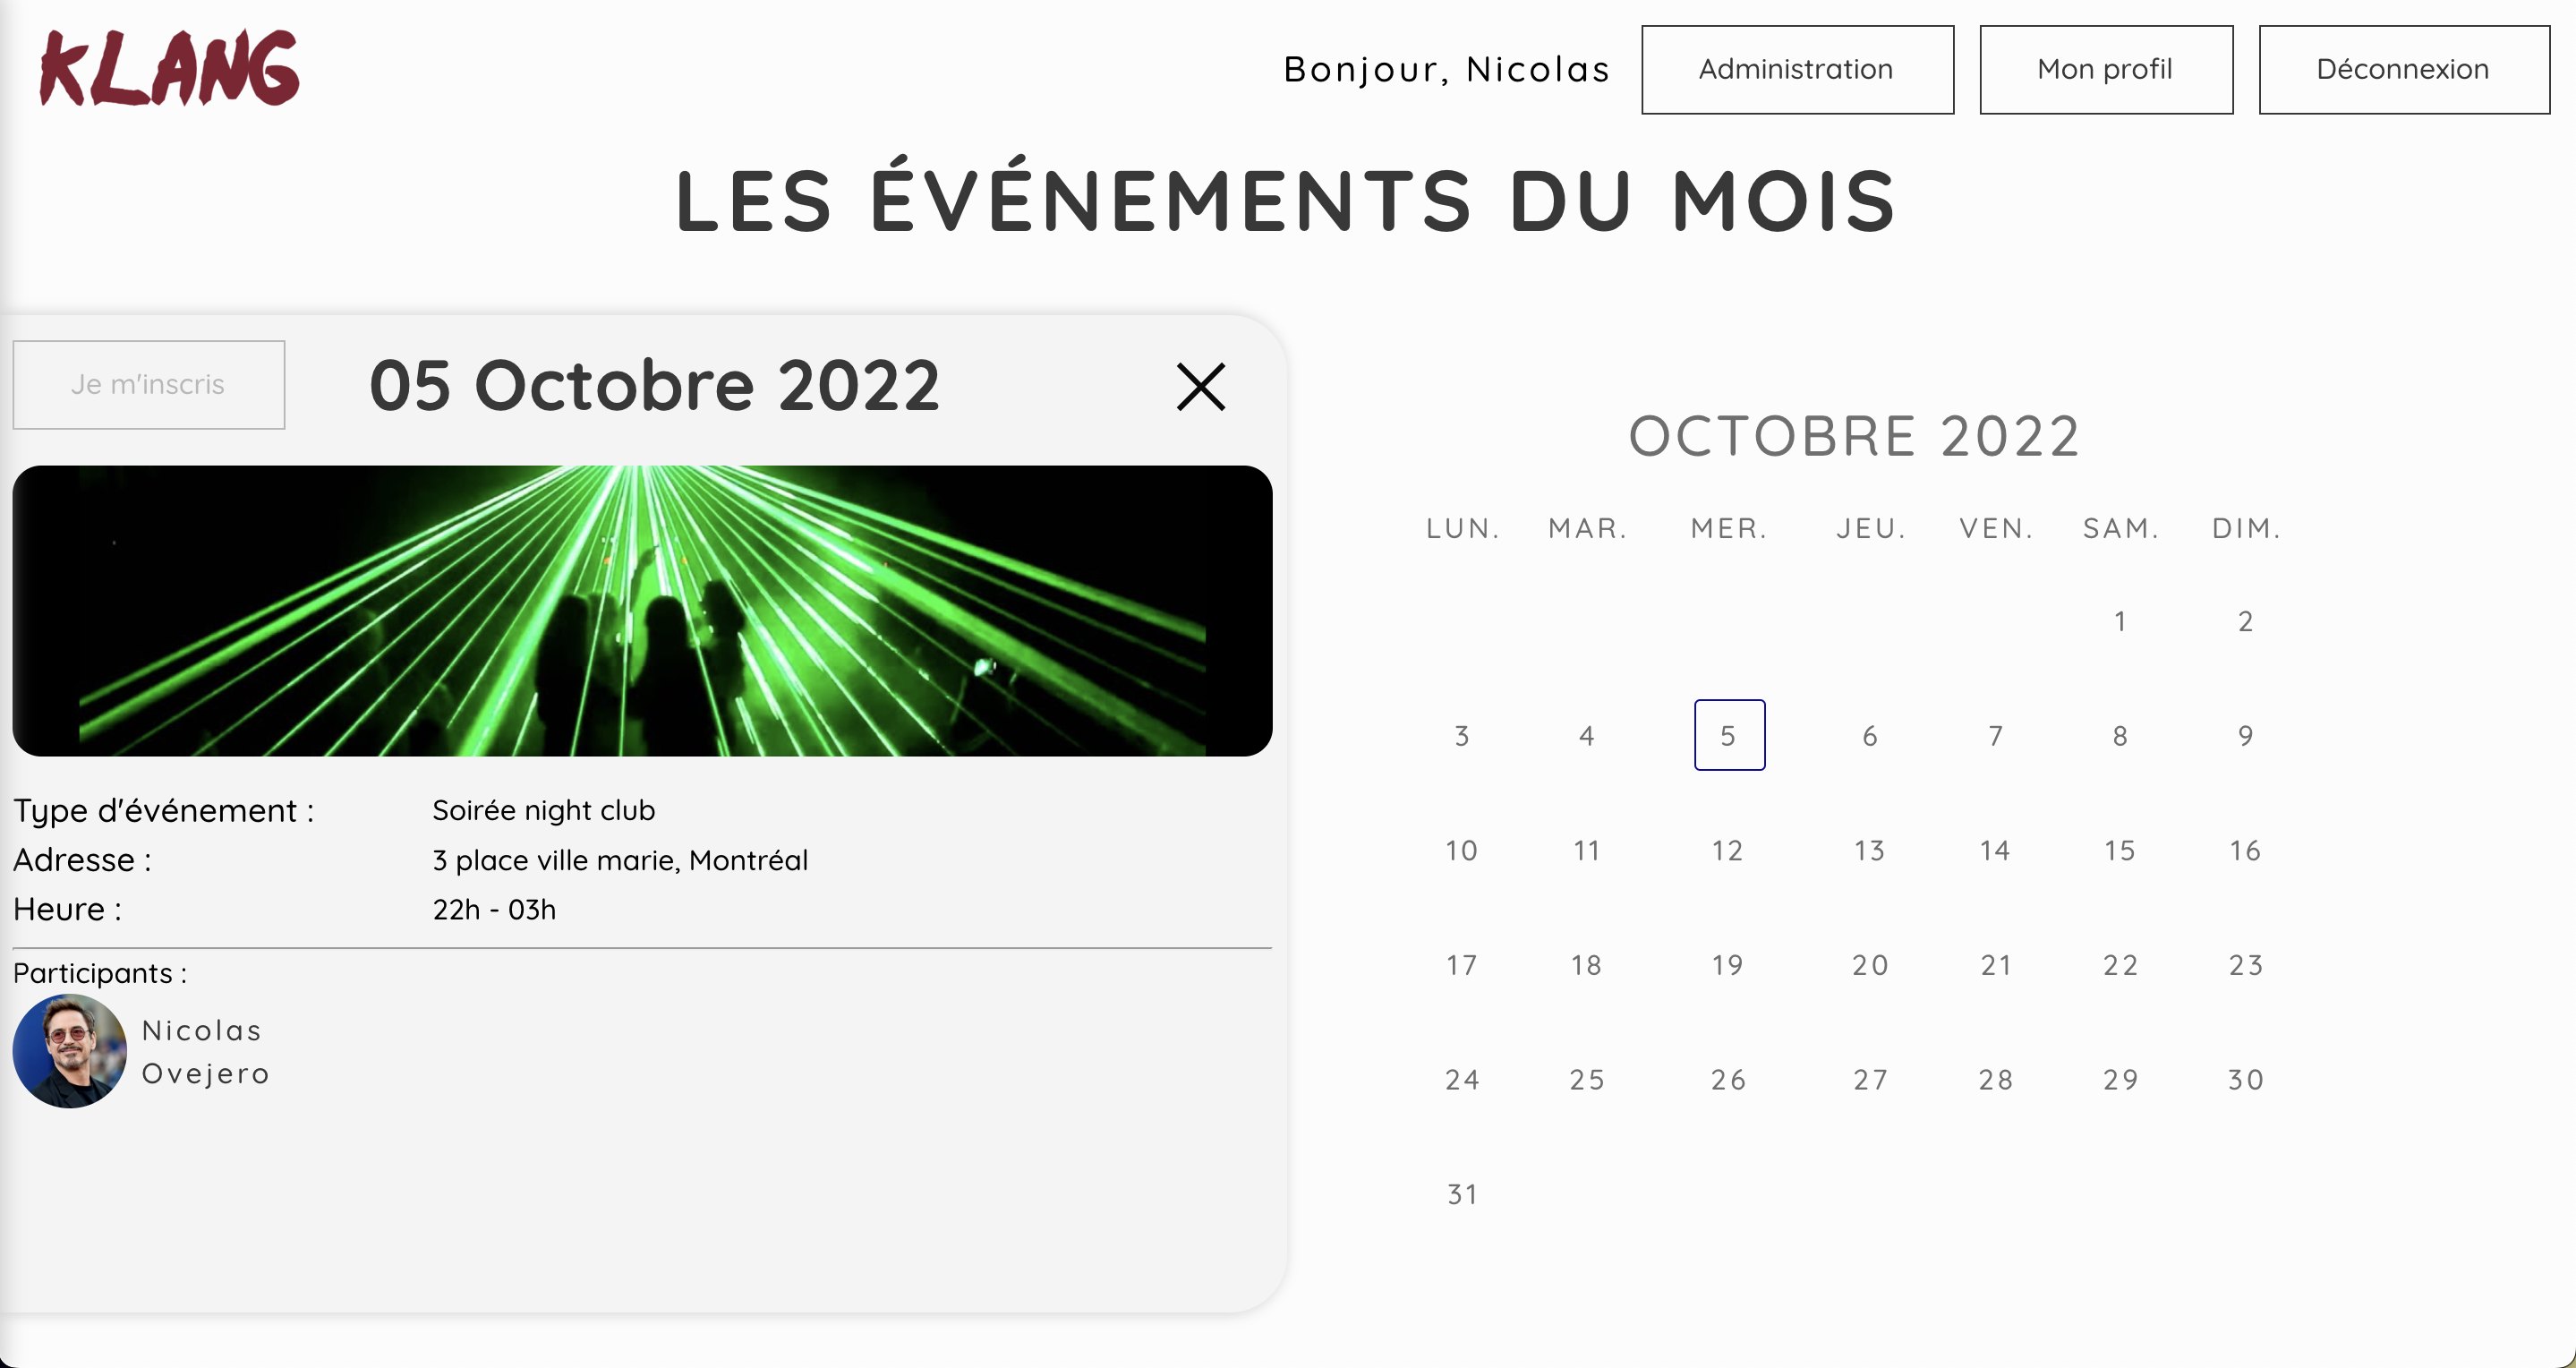 KLANG
Bonjour, Nicolas
Administration
Mon profil
Déconnexion
LES ÉVÉNEMENTS DU MOIS
Je m'inscris
05 Octobre 2022
Type d'événement :
Soirée night club
Adresse :
3 place ville marie, Montréal
Heure :
22h - 03h
Participants :
Nicolas
Ovejero
OCTOBRE 2022
LUN. MAR. MER. JEU. VEN. SAM. DIM.
1 2
3 4 5 6 7 8 9
10 11 12 13 14 15 16
17 18 19 20 21 22 23
24 25 26 27 28 29 30
31